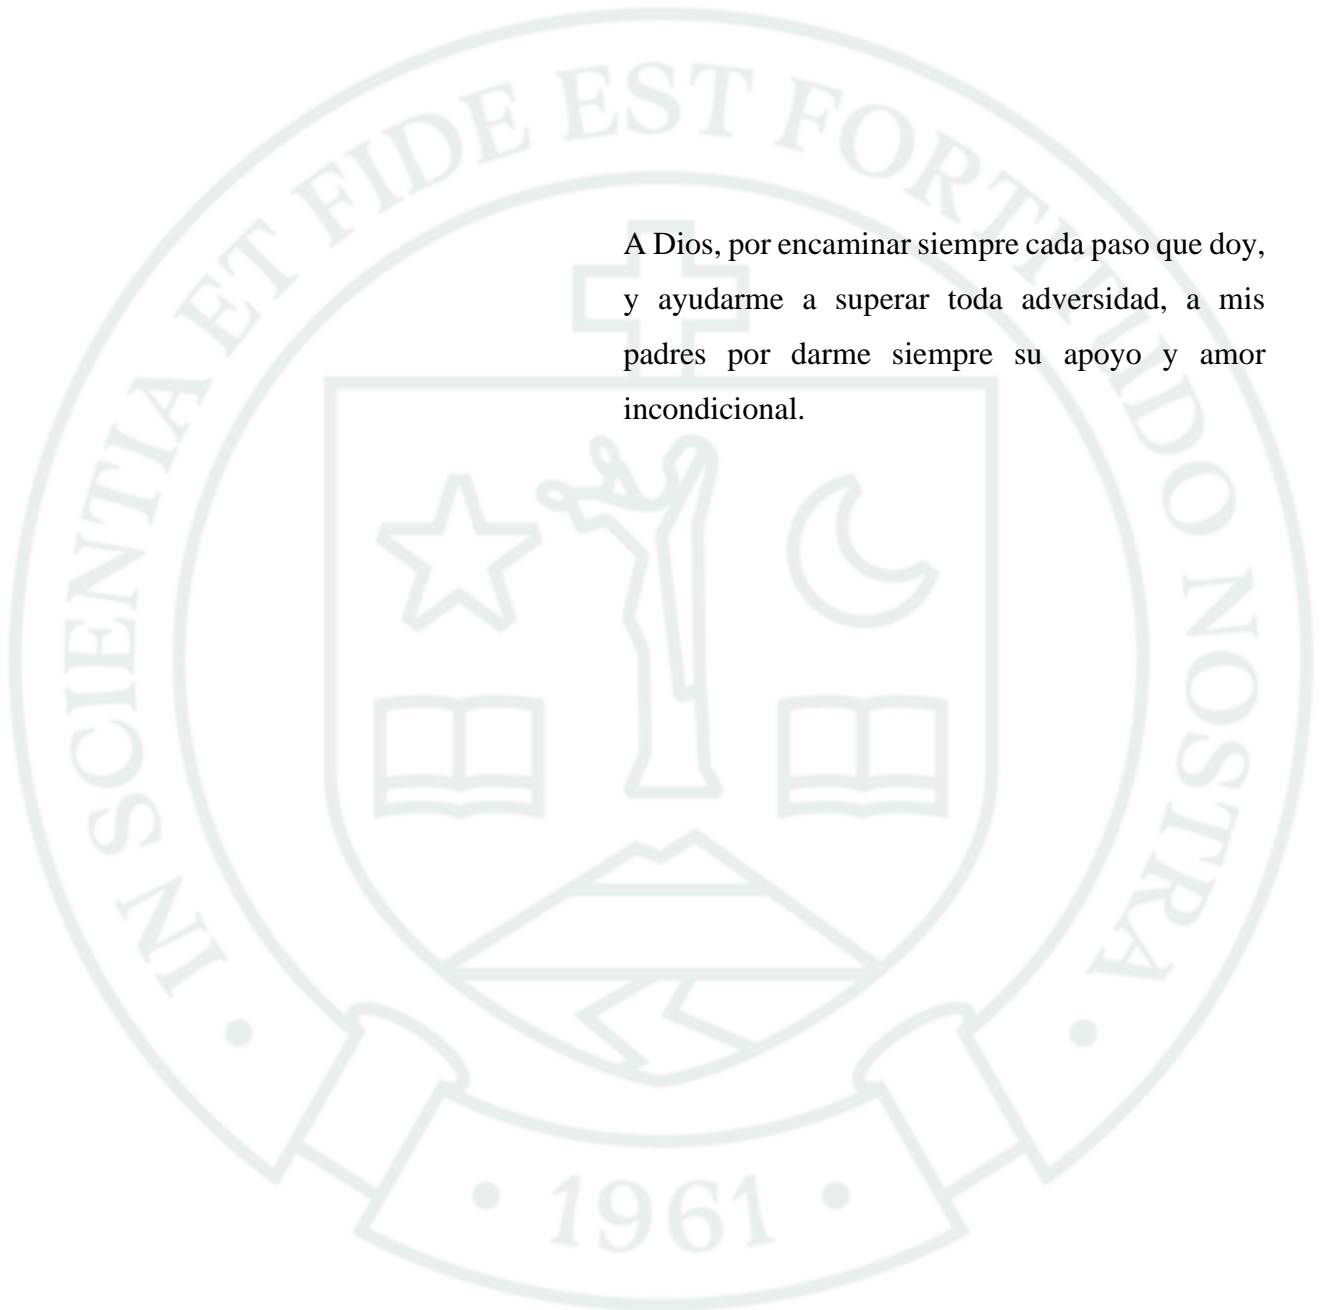 IN SCIENTIA ET FIDE EST FORTITUDO NOSTRA
A Dios, por encaminar siempre cada paso que doy,
y ayudarme a superar toda adversidad, a mis
padres por darme siempre su apoyo y amor
incondicional.
• 1961 •